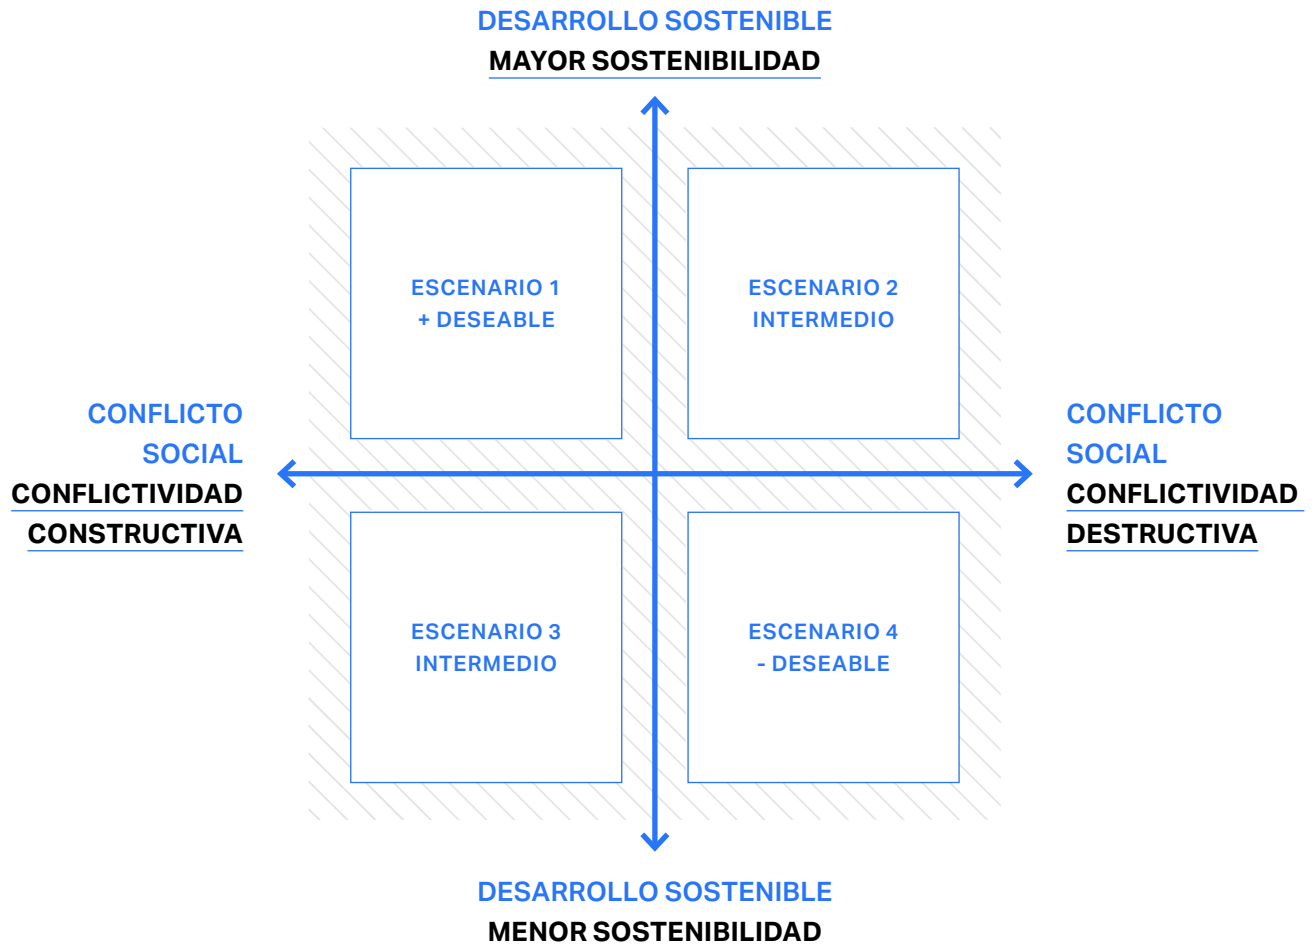 DESARROLLO SOSTENIBLE
MAYOR SOSTENIBILIDAD
ESCENARIO 1
+ DESEABLE
ESCENARIO 2
INTERMEDIO
CONFLICTO
SOCIAL
CONFLICTIVIDAD
CONSTRUCTIVA
CONFLICTO
SOCIAL
CONFLICTIVIDAD
DESTRUCTIVA
ESCENARIO 3
INTERMEDIO
ESCENARIO 4
- DESEABLE
DESARROLLO SOSTENIBLE
MENOR SOSTENIBILIDAD